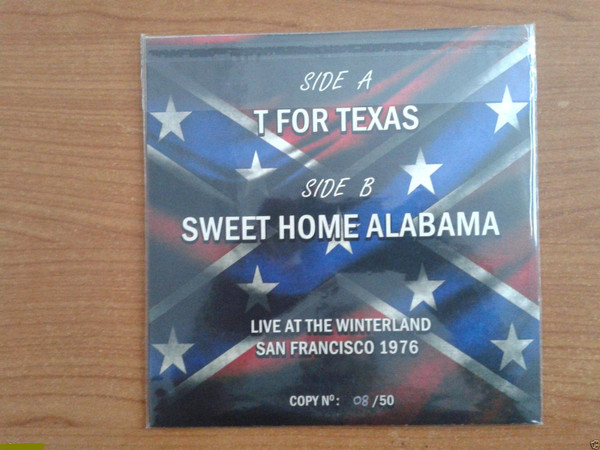 SIDE A
T FOR TEXAS
SIDE B
SWEET HOME ALABAMA
LIVE AT THE WINTERLAND
SAN FRANCISCO 1976
COPY Nº: 08/50